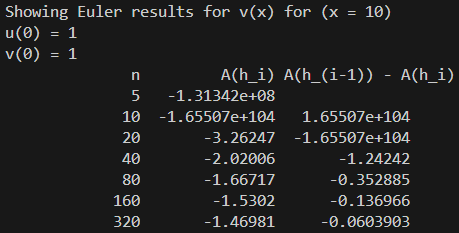 Showing Euler results for v(x) for (x = 10)
u(0) = 1
v(0) = 1
n A(h_i) A(h_(i-1)) - A(h_i)
5 -1.31342e+08
10 -1.65507e+104 1.65507e+104
20 -3.26247 -1.65507e+104
40 -2.02006 -1.24242
80 -1.66717 -0.352885
160 -1.5302 -0.136966
320 -1.46981 -0.0603903